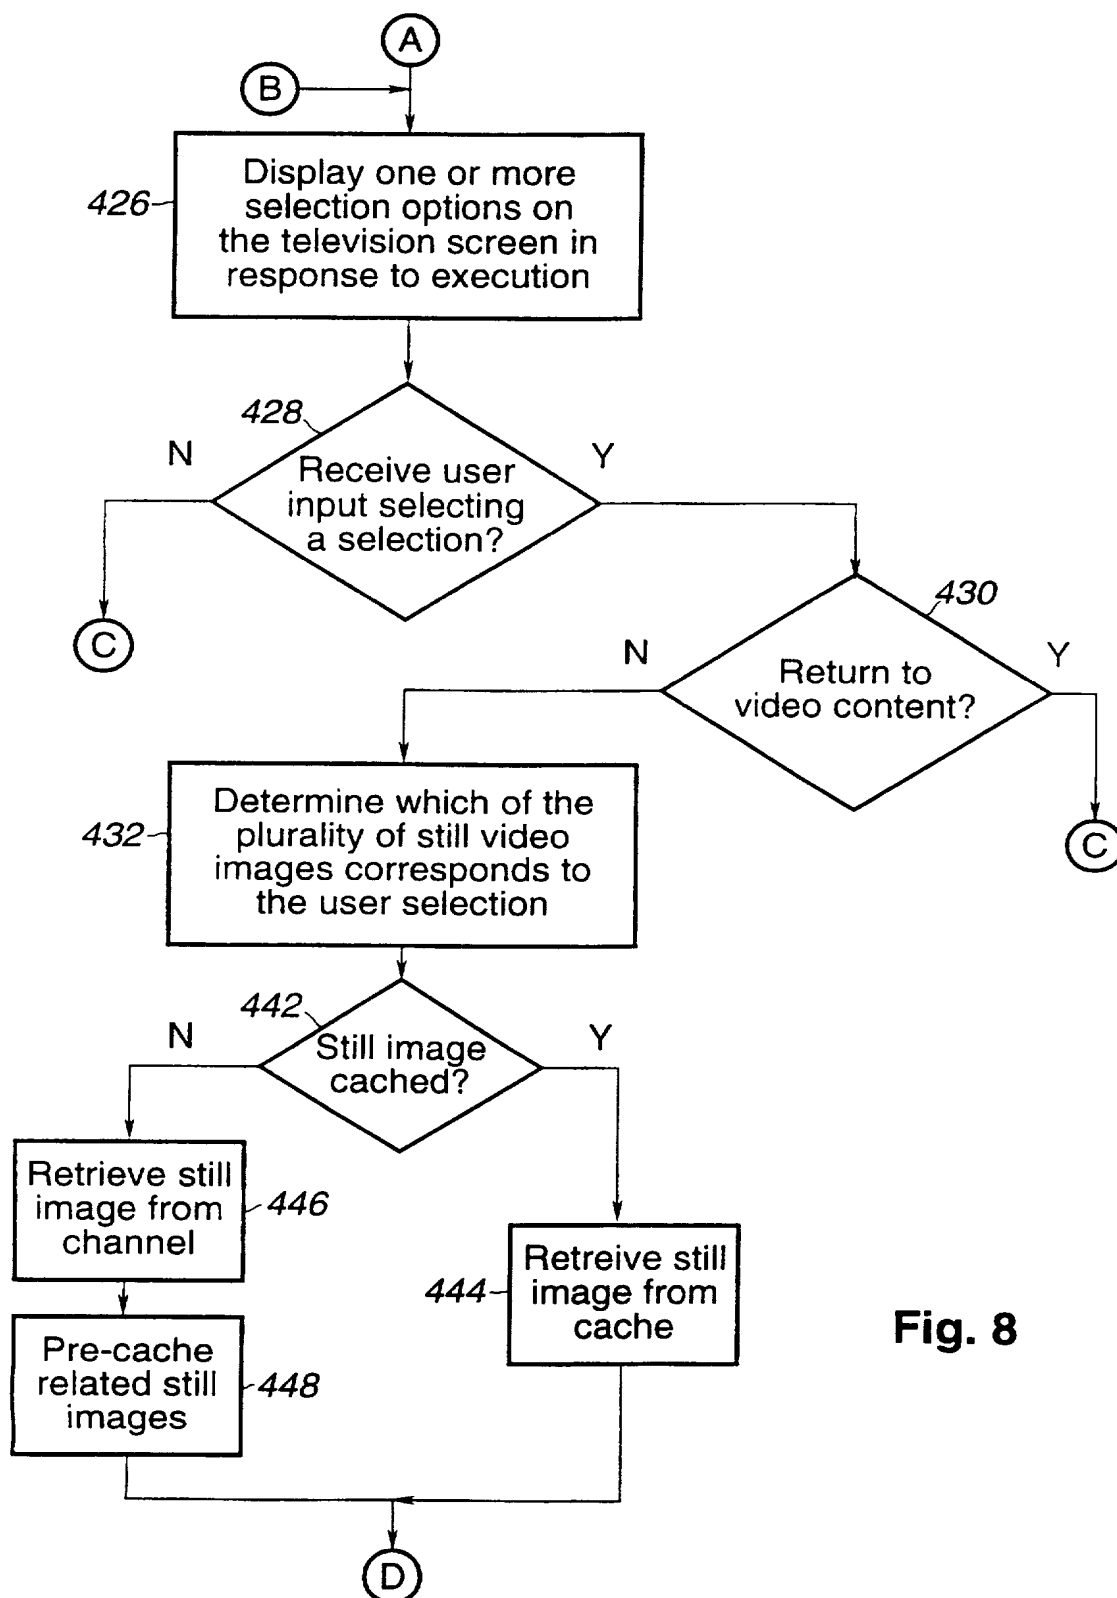 A
B
Display one or more
selection options on
the television screen in
response to execution
426
428
N
Y
Receive user
input selecting
a selection?
C
430
N
Y
Return to
video content?
C
432
Determine which of the
plurality of still video
images corresponds to
the user selection
442
N
Y
Still image
cached?
Retrieve still
image from
channel
446
444
Retreive still
image from
cache
Pre-cache
related still
images
448
D
Fig. 8